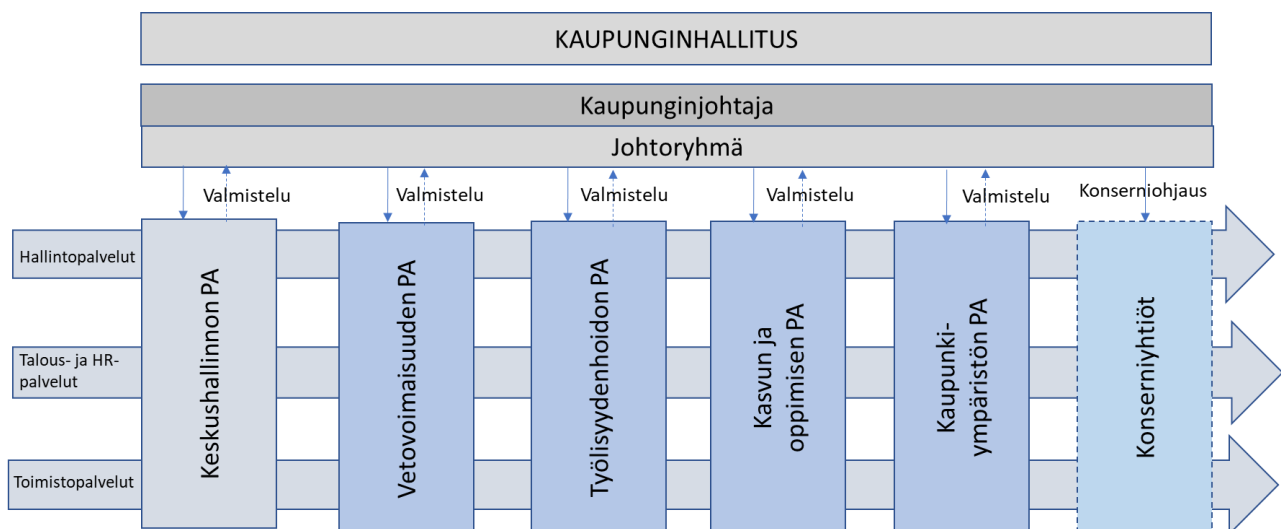 KAUPUNGINHALLITUS
Kaupunginjohtaja
Johtoryhmä
Valmistelu
Valmistelu
Valmistelu
Valmistelu
Valmistelu
Konserniohjaus
Hallintopalvelut
Talous- ja HR-
palvelut
Toimistopalvelut
Keskushallinnon PA
Vetovoimaisuuden PA
Työlisyydenhoidon PA
Kasvun ja
oppimisen PA
Kaupunki-
ympäristön PA
Konserniyhtiöt